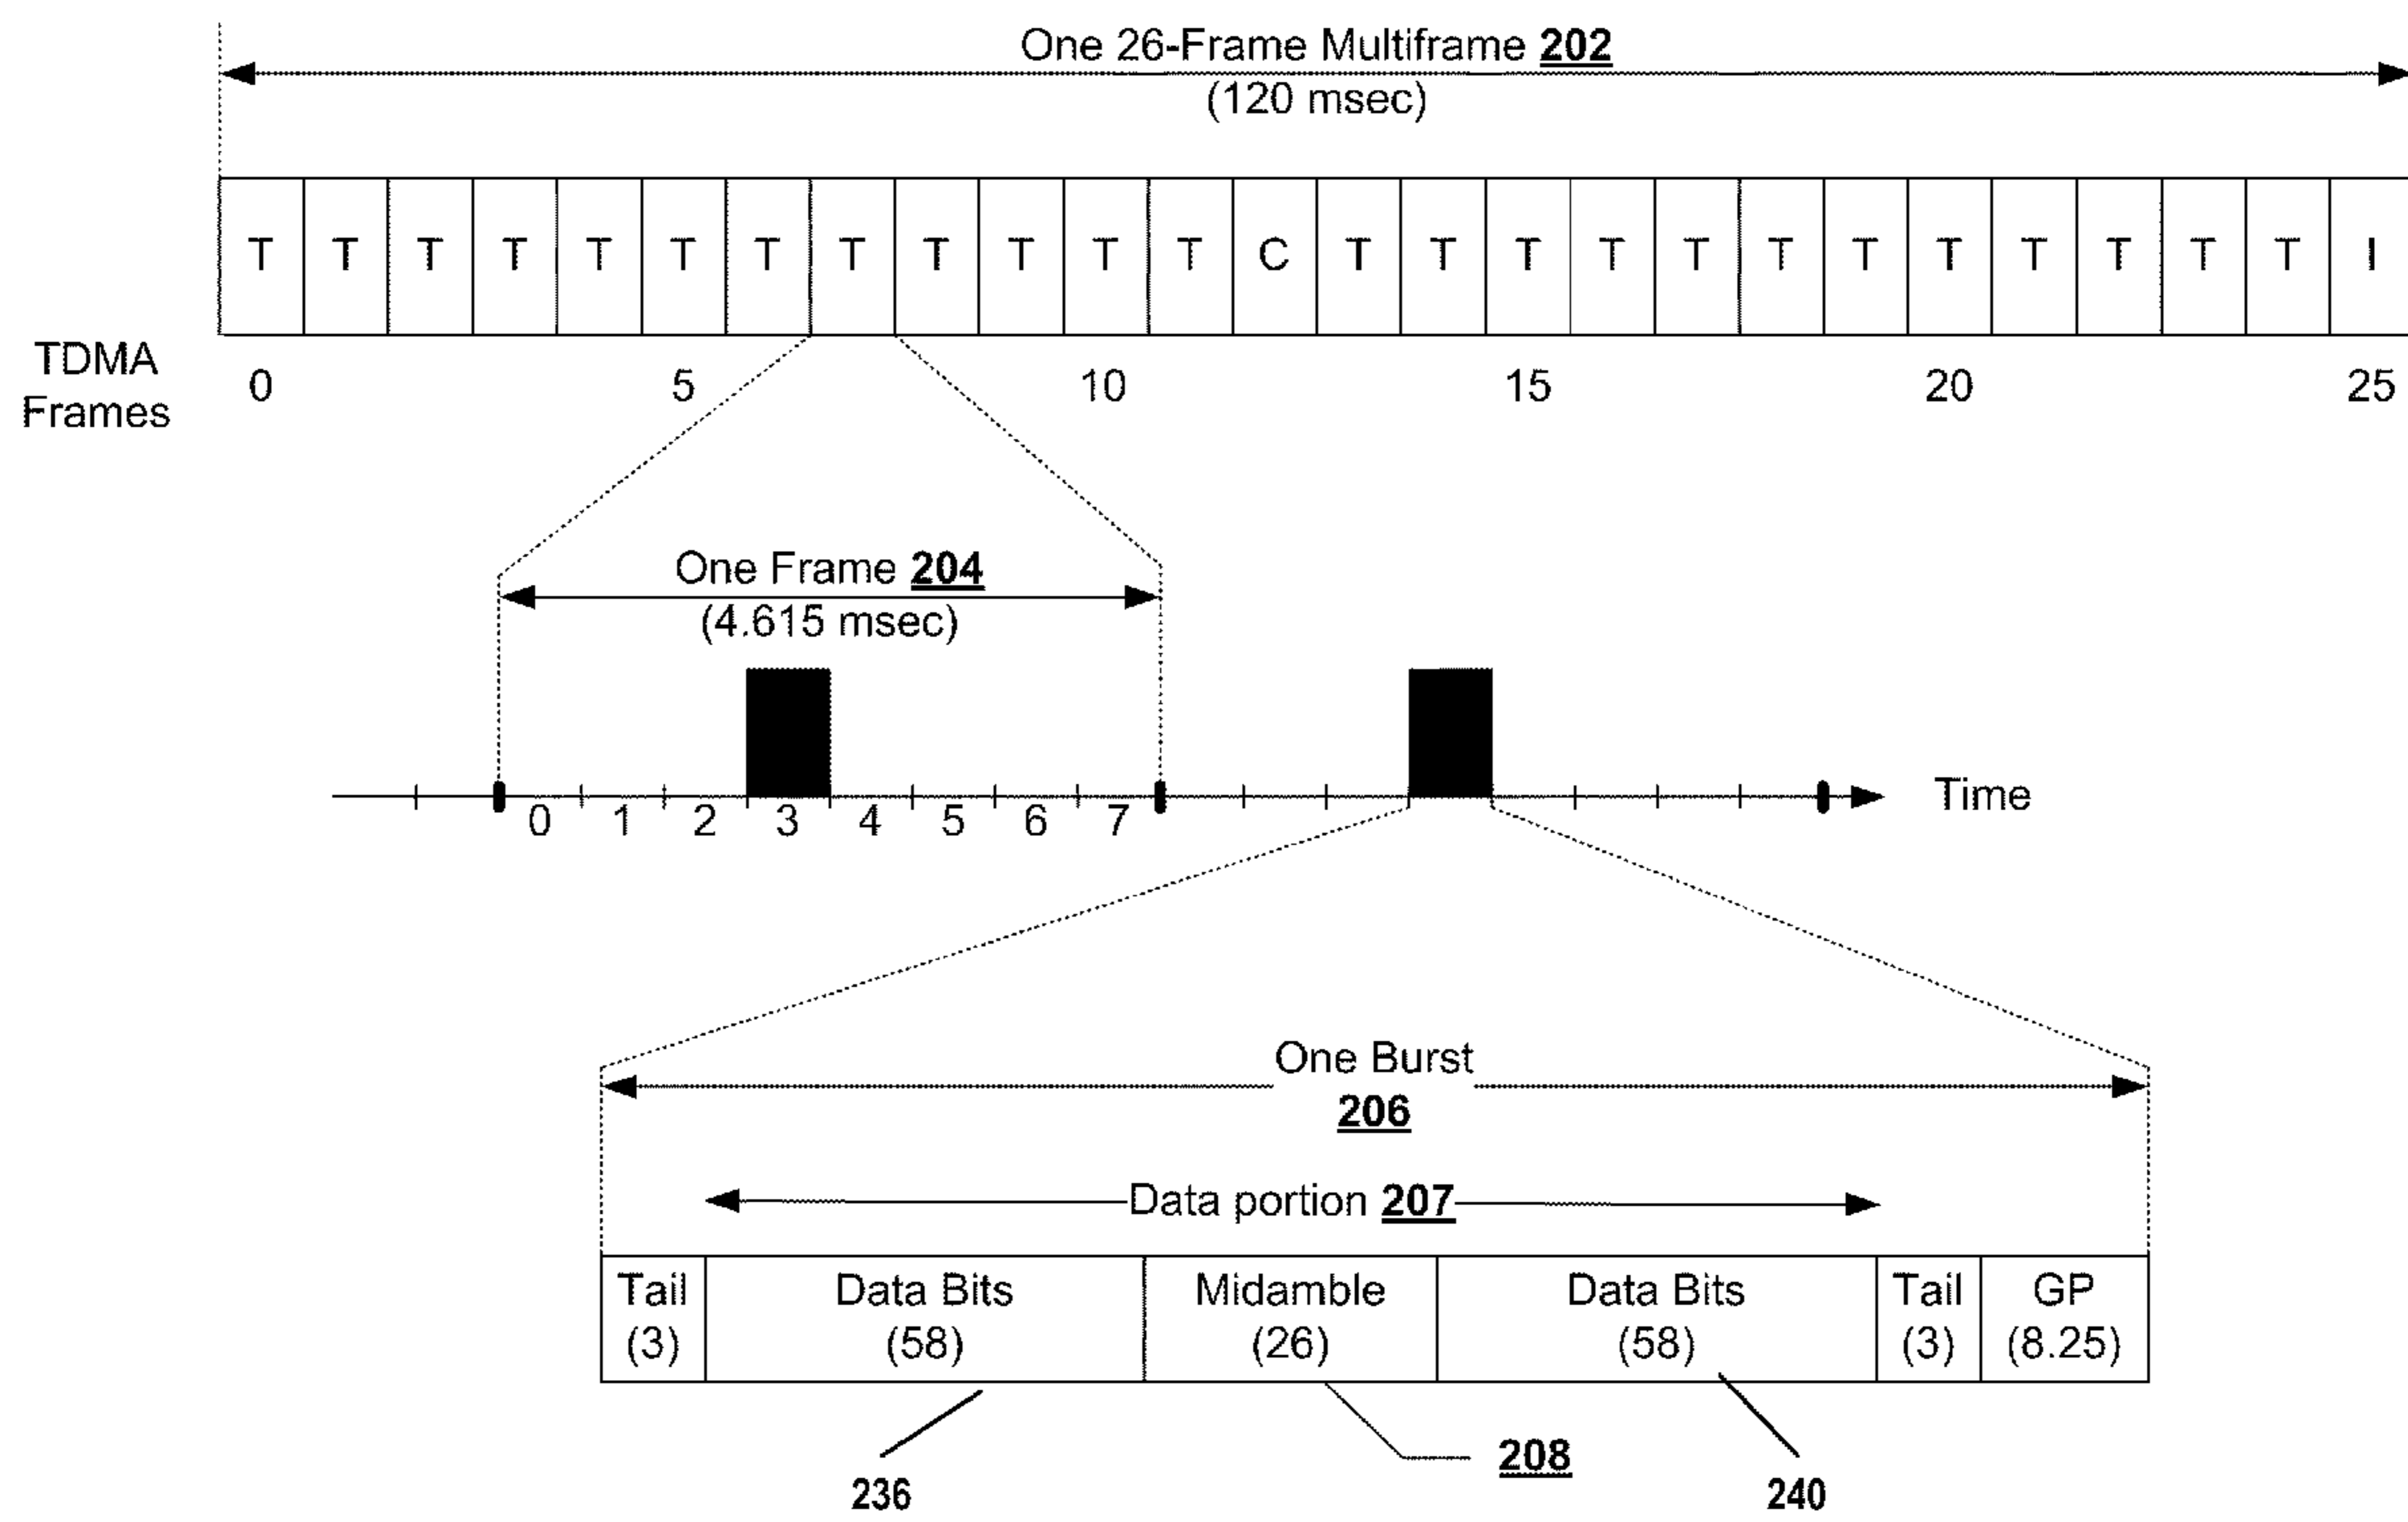 One 26-Frame Multiframe 202
(120 msec)
T T T T T T T T T T T T C T T T T T T T T T T T T I
TDMA
Frames
0 5 10 15 20 25
One Frame 204
(4.615 msec)
0 1 2 3 4 5 6 7
Time
One Burst
206
Data portion 207
Tail Data Bits Midamble Data Bits Tail GP
(3) (58) (26) (58) (3) (8.25)
208
236 240